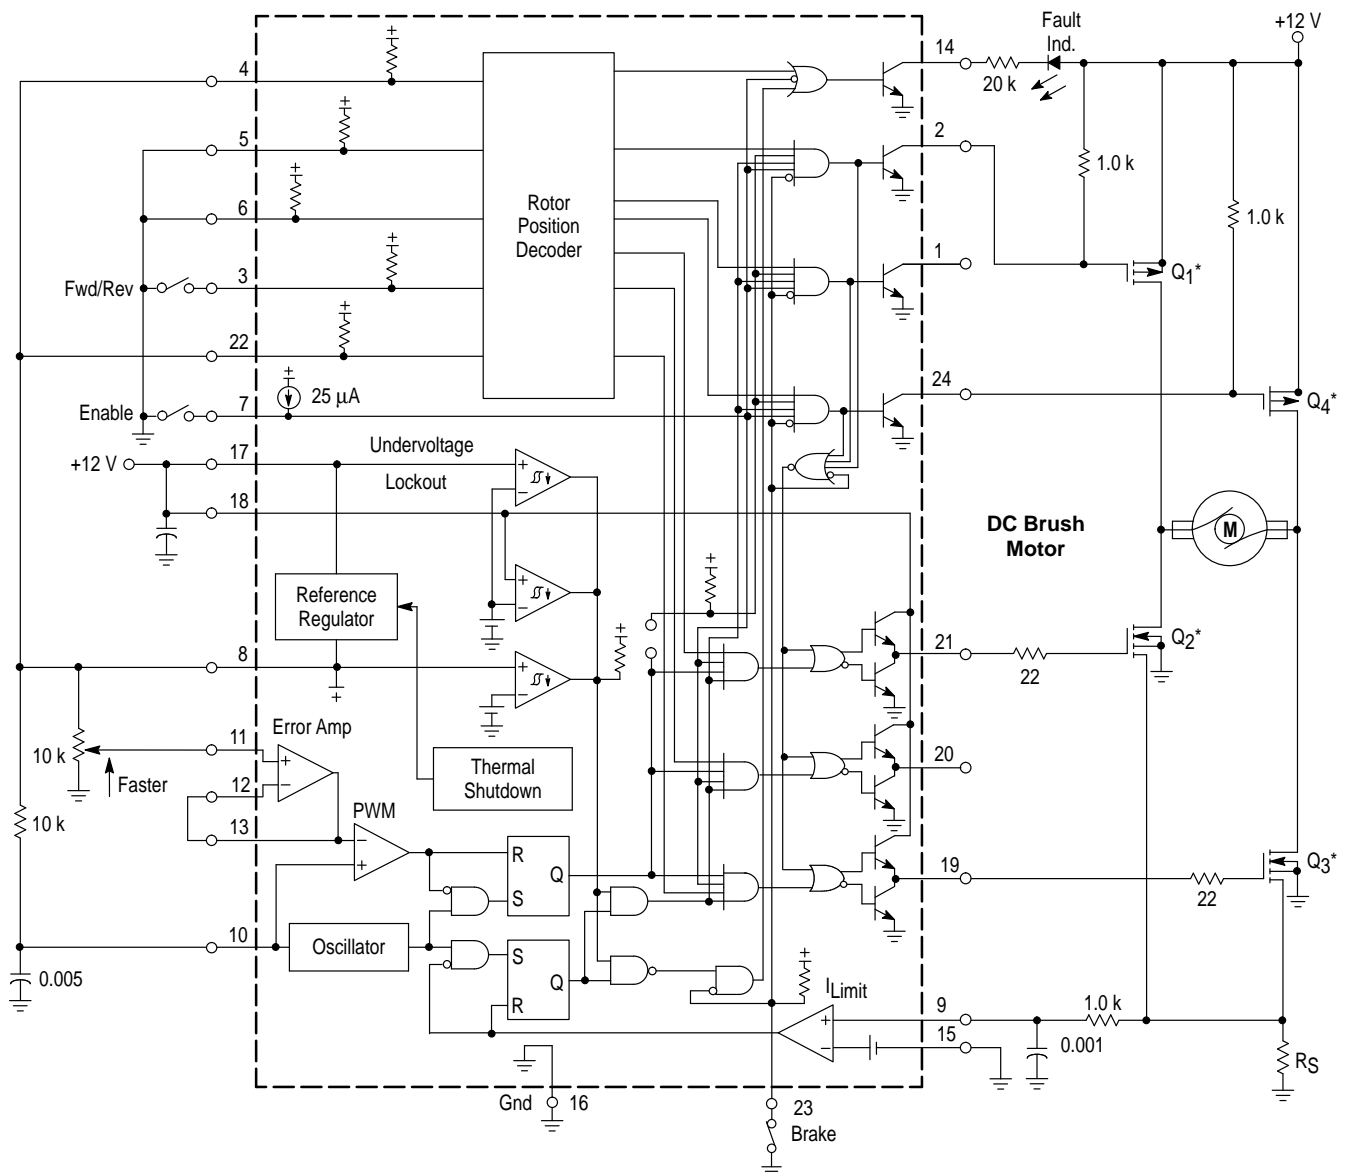 +12 V
Fault
Ind.
14
20 k
4
2
5
1.0 k
1.0 k
Rotor
Position
Decoder
6
1
Q1*
Fwd/Rev
3
22
24
Q4*
25 µA
Enable
7
Undervoltage
Lockout
+12 V
17
18
DC Brush
Motor
M
Reference
Regulator
21
22
Q2*
8
Error Amp
11
10 k
Faster
12
13
Thermal
Shutdown
20
10 k
PWM
R
Q
S
19
22
Q3*
10
Oscillator
S
Q
R
0.005
ILimit
9
1.0 k
15
0.001
RS
Gnd
16
23
Brake